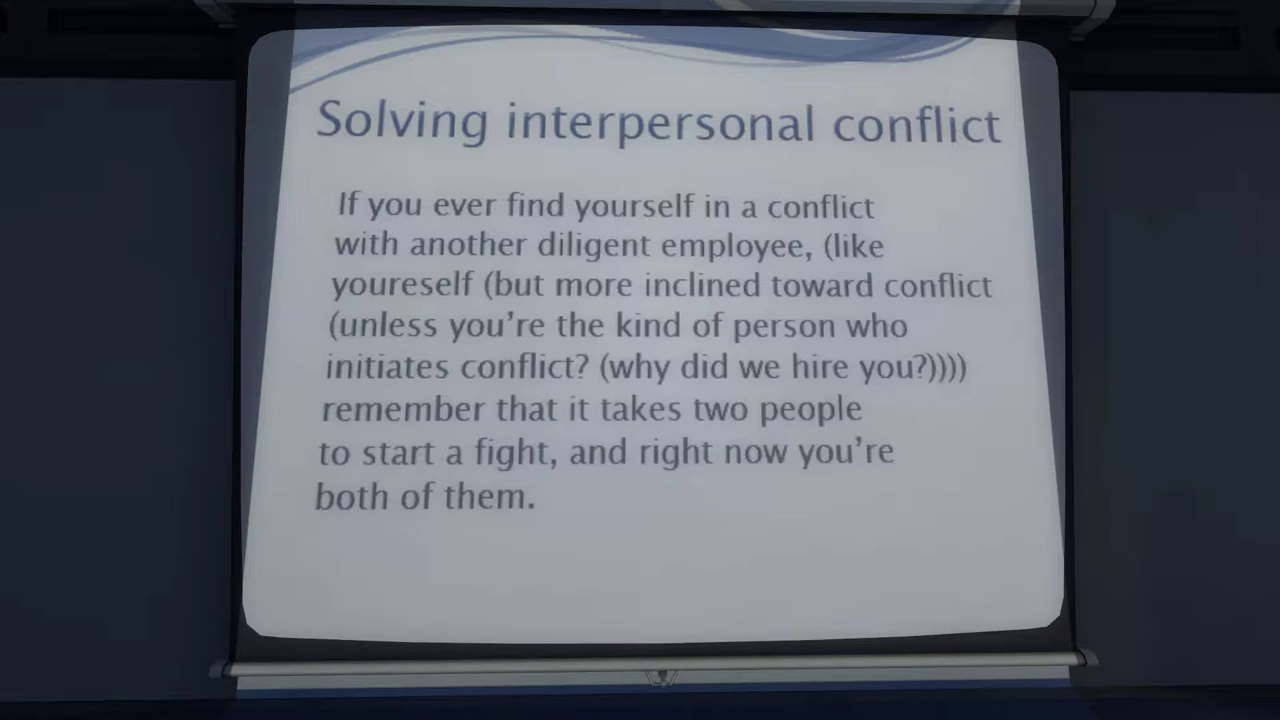 Solving interpersonal conflict
If you ever find yourself in a conflict
with another diligent employee, (like
youreself (but more inclined toward conflict
(unless you're the kind of person who
initiates conflict? (why did we hire you?))))
remember that it takes two people
to start a fight, and right now you're
both of them.